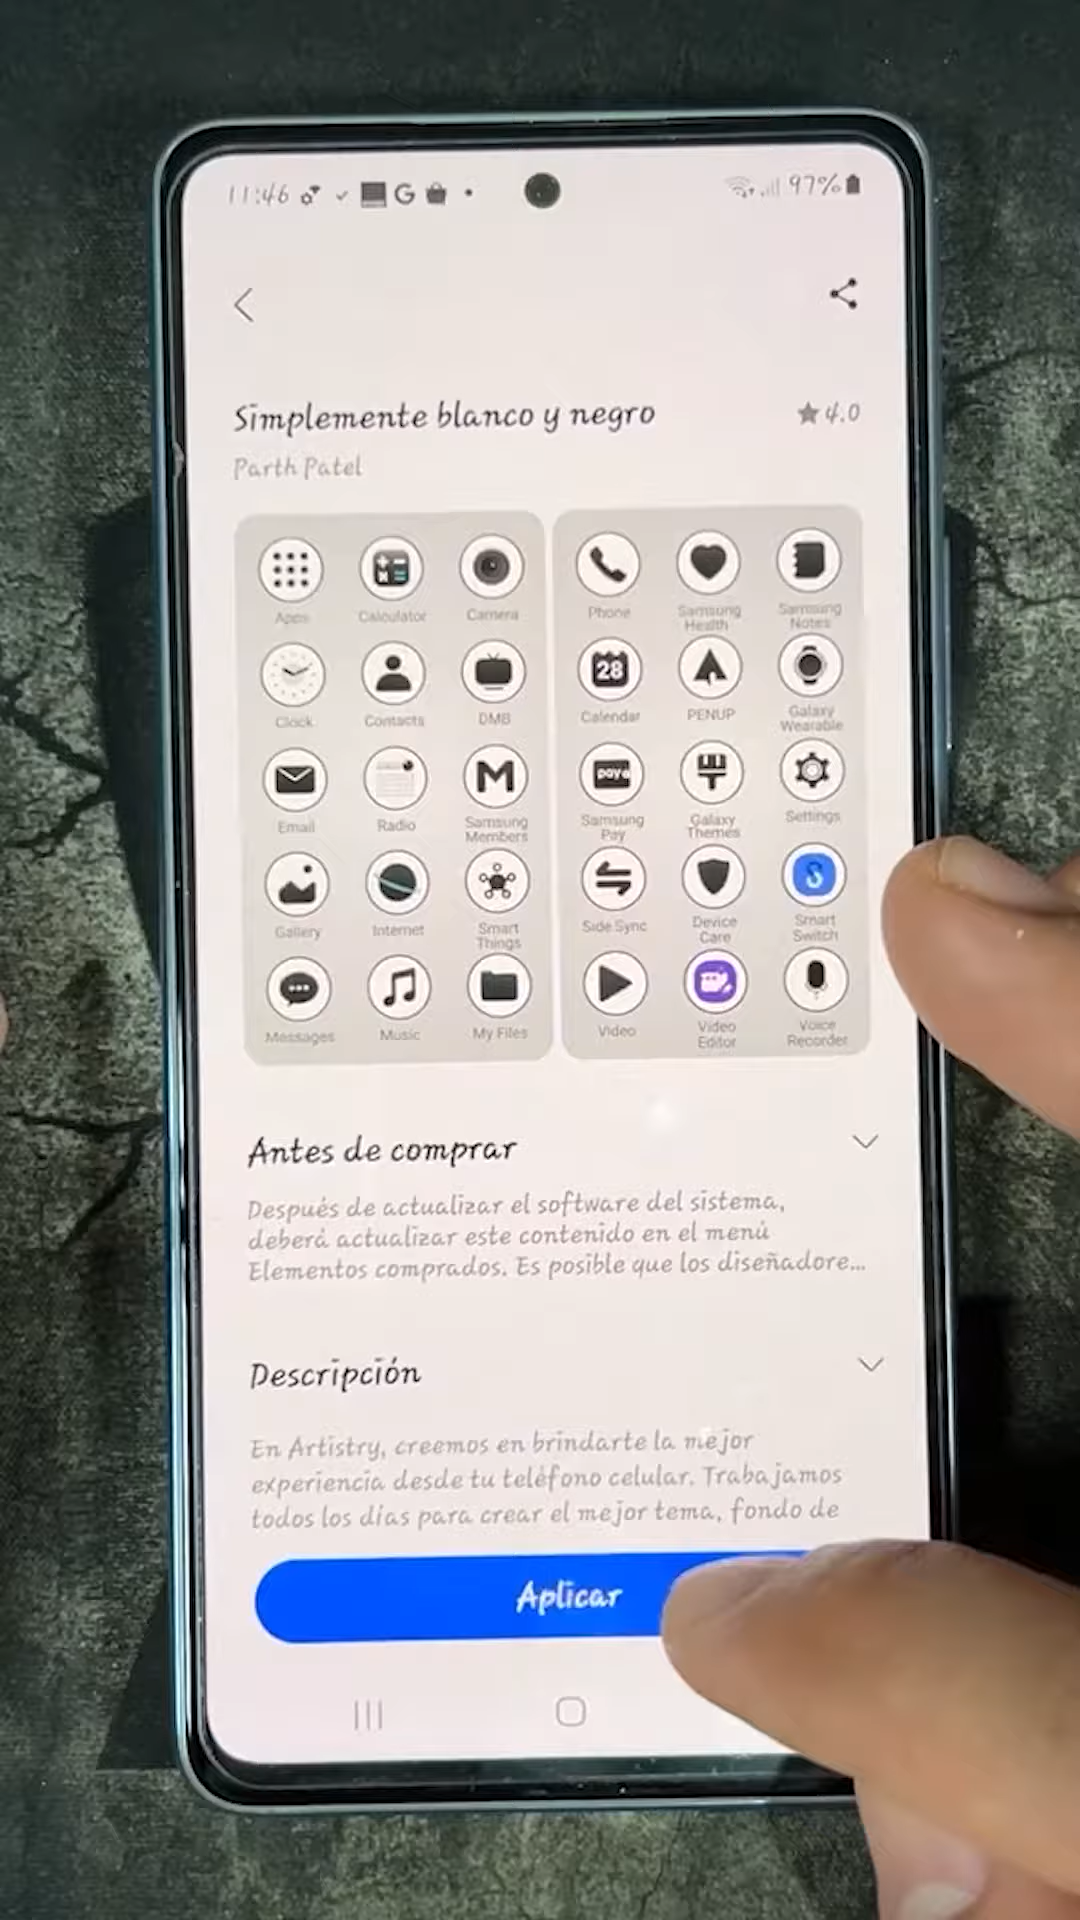 11:46 G 97%
Simplemente blanco y negro
4.0
Parth Patel
Apps Calculator Camera
Phone Samsung Health Samsung Notes
28
Clock Contacts DMB
Calendar PENUP Galaxy Wearable
M
pay
Email Radio Samsung Members
Samsung Pay Galaxy Themes Settings
S
Gallery Internet Smart Things
Side Sync Device Care Smart Switch
Messages Music My Files
Video Video Editor Voice Recorder
Antes de comprar
Después de actualizar el software del sistema,
deberá actualizar este contenido en el menú
Elementos comprados. Es posible que los diseñadore...
Descripción
En Artistry, creemos en brindarte la mejor
experiencia desde tu teléfono celular. Trabajamos
todos los días para crear el mejor tema, fondo de
Aplicar